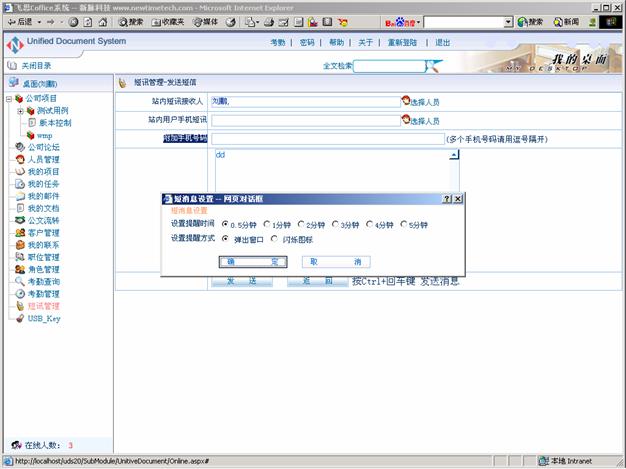 飞思Coffice系统 -- 新脉科技 www.newtimetech.com - Microsoft Internet Explorer
后退 搜索 收藏夹 媒体 Bai 百度 搜索 新闻
Unified Document System
考勤 | 密码 | 帮助 | 关于 | 重新登陆 | 退出
关闭目录 全文检索 我的桌面
MY DESKTOP
桌面(刘鹏) 短讯管理-发送短信
公司项目
测试用例
版本控制
wmp
公司论坛
人员管理
我的项目
我的任务
我的邮件
我的文档
公文流转
客户管理
我的联系
职位管理
角色管理
考勤查询
考勤管理
短讯管理
USB_Key
站内短讯接收人 刘鹏, 选择人员
站内用户手机短讯 选择人员
附加手机号码 (多个手机号码请用逗号隔开)
dd
短消息设置 -- 网页对话框
短消息设置
设置提醒时间 0.5分钟 1分钟 2分钟 3分钟 4分钟 5分钟
设置提醒方式 弹出窗口 闪烁图标
确 定 取 消
发 送 返 回 按Ctrl+回车键 发送消息
在线人数: 3
http://localhost/uds20/SubModule/UnitiveDocument/Online.aspx# 本地 Intranet